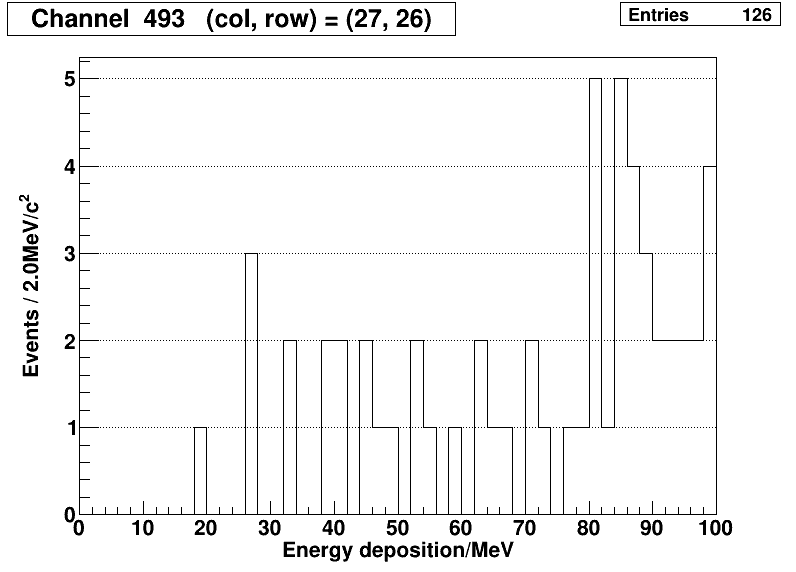 Channel 493 (col, row) = (27, 26)
Entries 126
Events / 2.0MeV/c²
5
4
3
2
1
0
0 10 20 30 40 50 60 70 80 90 100
Energy deposition/MeV